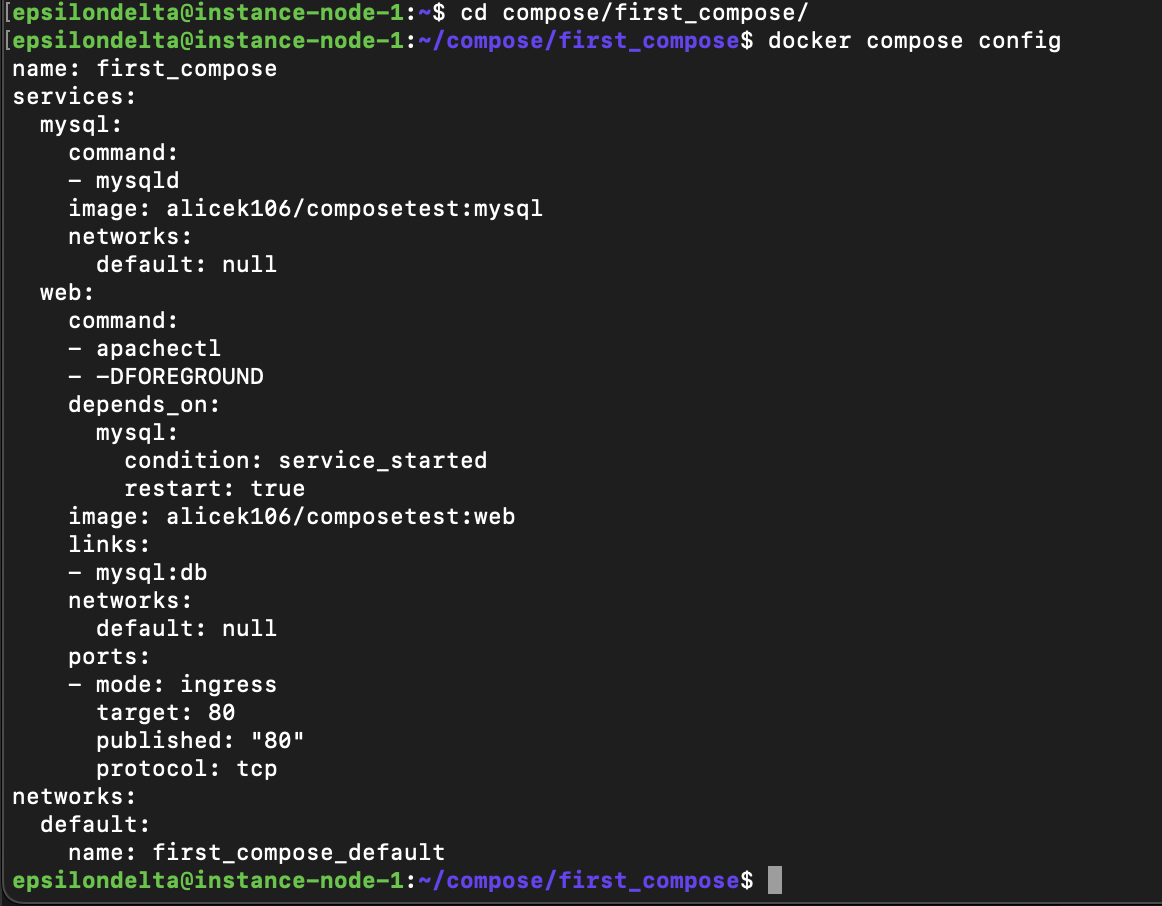 [epsilondelta@instance-node-1:~$ cd compose/first_compose/
[epsilondelta@instance-node-1:~/compose/first_compose$ docker compose config
name: first_compose
services:
  mysql:
    command:
    - mysqld
    image: alicek106/composetest:mysql
    networks:
      default: null
  web:
    command:
    - apachectl
    - -DFOREGROUND
    depends_on:
      mysql:
        condition: service_started
        restart: true
    image: alicek106/composetest:web
    links:
    - mysql:db
    networks:
      default: null
    ports:
    - mode: ingress
      target: 80
      published: "80"
      protocol: tcp
networks:
  default:
    name: first_compose_default
epsilondelta@instance-node-1:~/compose/first_compose$